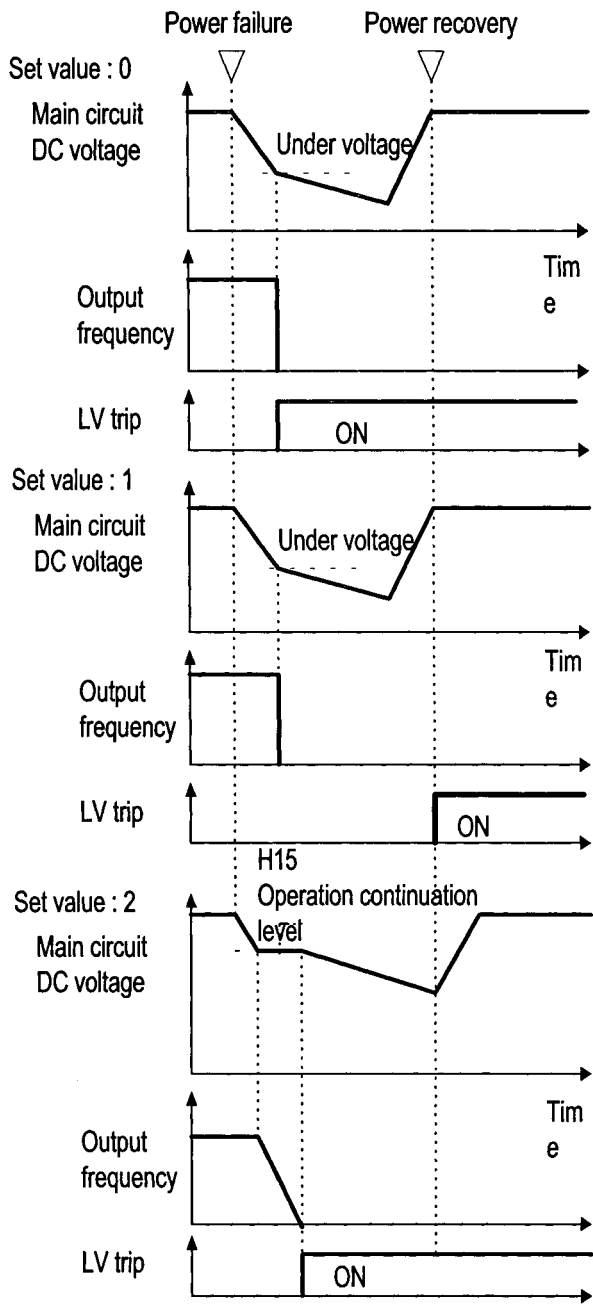 Power failure
Power recovery
Set value : 0
Main circuit
DC voltage
Under voltage
Tim
e
Output
frequency
LV trip
ON
Set value : 1
Main circuit
DC voltage
Under voltage
Tim
e
Output
frequency
LV trip
ON
H15
Operation continuation
level
Set value : 2
Main circuit
DC voltage
Tim
e
Output
frequency
LV trip
ON